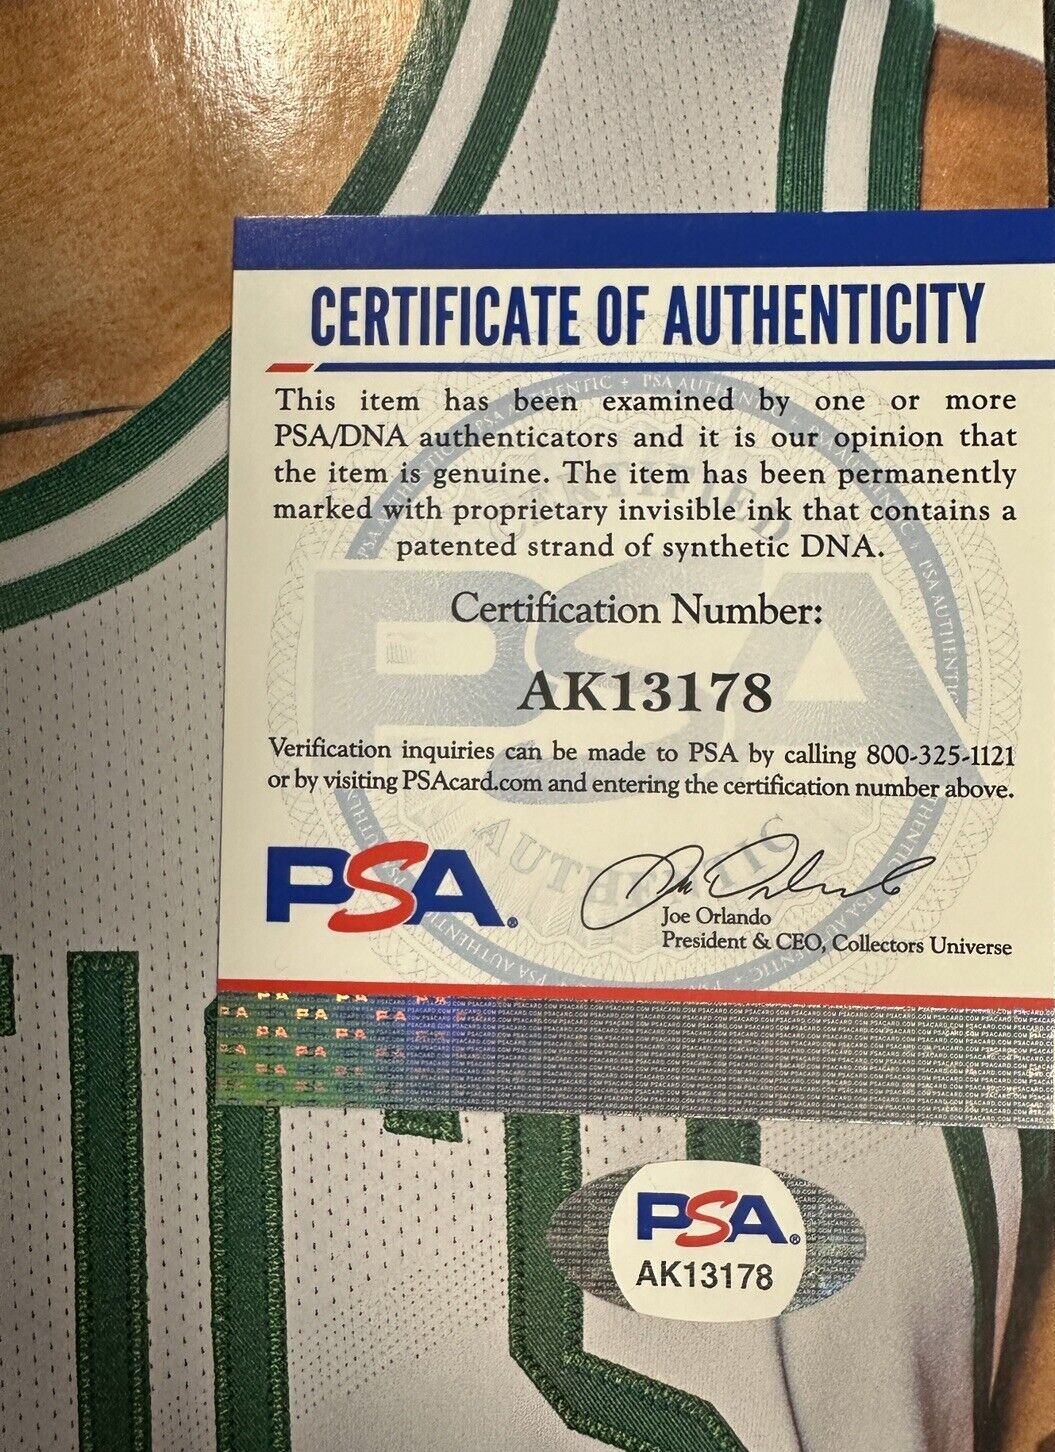 CERTIFICATE OF AUTHENTICITY
This item has been examined by one or more
PSA/DNA authenticators and it is our opinion that
the item is genuine. The item has been permanently
marked with proprietary invisible ink that contains a
patented strand of synthetic DNA.
Certification Number:
AK13178
Verification inquiries can be made to PSA by calling 800-325-1121
or by visiting PSAcard.com and entering the certification number above.
PSA®
Joe Orlando
President & CEO, Collectors Universe
PSA®
AK13178